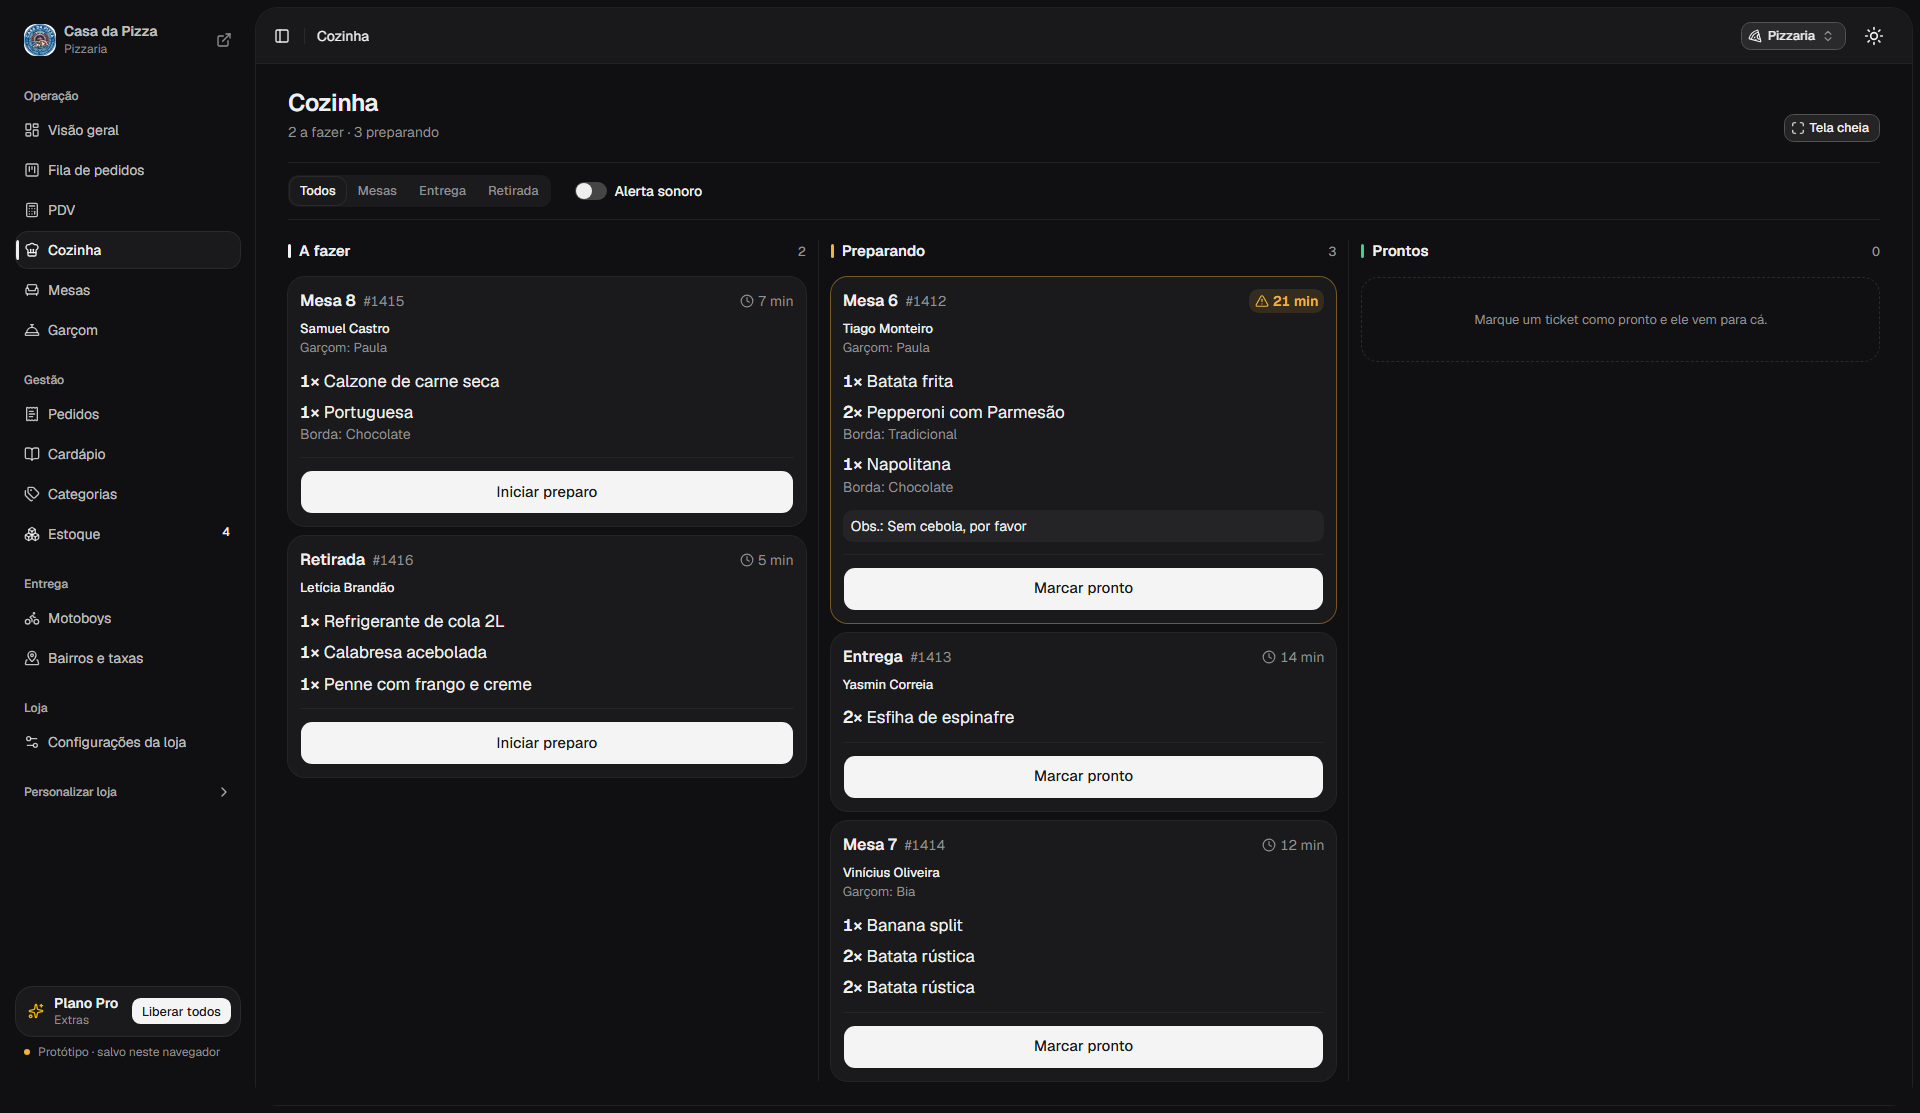 Casa da Pizza
Pizzaria
Operação
Visão geral
Fila de pedidos
PDV
Cozinha
Mesas
Garçom
Gestão
Pedidos
Cardápio
Categorias
Estoque
4
Entrega
Motoboys
Bairros e taxas
Loja
Configurações da loja
Personalizar loja
Plano Pro
Extras
Liberar todos
Protótipo · salvo neste navegador
Cozinha
Pizzaria
Cozinha
2 a fazer · 3 preparando
Tela cheia
Todos Mesas Entrega Retirada
Alerta sonoro
A fazer 2
Mesa 8 #1415 7 min
Samuel Castro
Garçom: Paula
1× Calzone de carne seca
1× Portuguesa
Borda: Chocolate
Iniciar preparo
Retirada #1416 5 min
Letícia Brandão
1× Refrigerante de cola 2L
1× Calabresa acebolada
1× Penne com frango e creme
Iniciar preparo
Preparando 3
Mesa 6 #1412 21 min
Tiago Monteiro
Garçom: Paula
1× Batata frita
2× Pepperoni com Parmesão
Borda: Tradicional
1× Napolitana
Borda: Chocolate
Obs.: Sem cebola, por favor
Marcar pronto
Entrega #1413 14 min
Yasmin Correia
2× Esfiha de espinafre
Marcar pronto
Mesa 7 #1414 12 min
Vinícius Oliveira
Garçom: Bia
1× Banana split
2× Batata rústica
2× Batata rústica
Marcar pronto
Prontos 0
Marque um ticket como pronto e ele vem para cá.